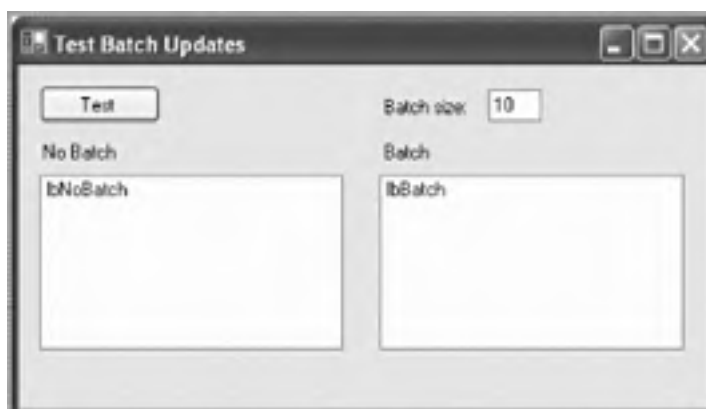 Test Batch Updates
Test
Batch size: 10
No Batch
Batch
lbNoBatch
lbBatch